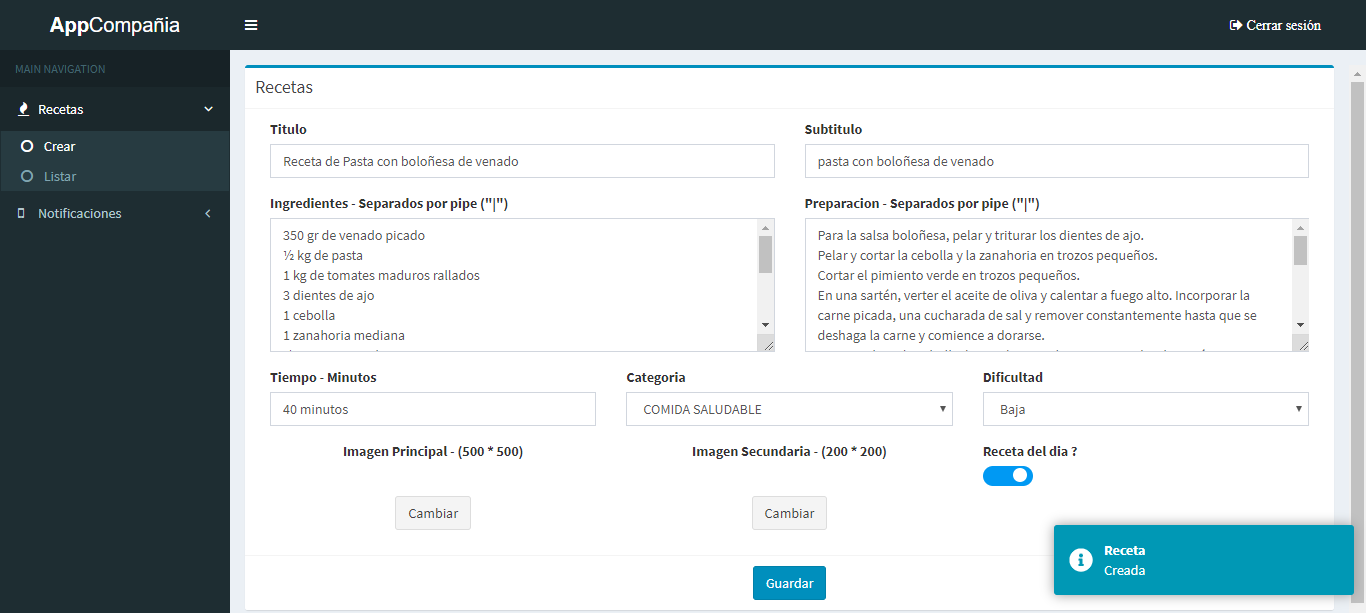 AppCompañia
Cerrar sesión
MAIN NAVIGATION
Recetas
Crear
Listar
Notificaciones
Recetas
Titulo
Receta de Pasta con boloñesa de venado
Subtitulo
pasta con boloñesa de venado
Ingredientes - Separados por pipe ("|")
350 gr de venado picado
½ kg de pasta
1 kg de tomates maduros rallados
3 dientes de ajo
1 cebolla
1 zanahoria mediana
Preparacion - Separados por pipe ("|")
Para la salsa boloñesa, pelar y triturar los dientes de ajo.
Pelar y cortar la cebolla y la zanahoria en trozos pequeños.
Cortar el pimiento verde en trozos pequeños.
En una sartén, verter el aceite de oliva y calentar a fuego alto. Incorporar la
carne picada, una cucharada de sal y remover constantemente hasta que se
deshaga la carne y comience a dorarse.
Tiempo - Minutos
40 minutos
Categoria
COMIDA SALUDABLE
Dificultad
Baja
Imagen Principal - (500 * 500)
Cambiar
Imagen Secundaria - (200 * 200)
Cambiar
Receta del dia ?
Guardar
Receta
Creada